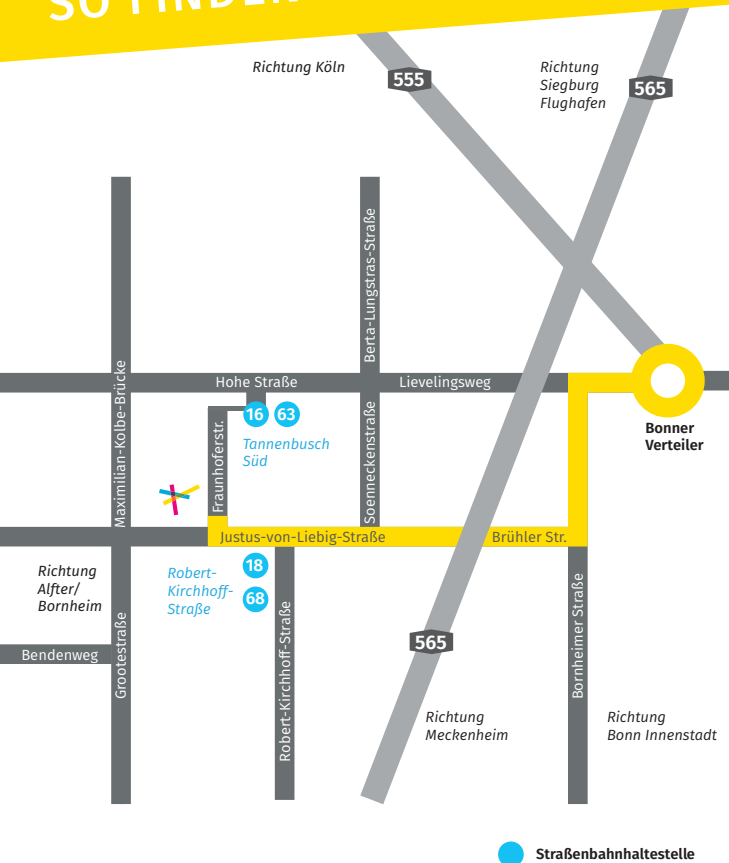 SO FINDEN
Richtung Köln
555
Richtung
Siegburg
Flughafen
565
Berta-Lungstras-Straße
Maximilian-Kolbe-Brücke
Hohe Straße
Lievelingsweg
Bonner
Verteiler
16
63
Tannenbusch
Süd
Fraunhoferstr.
Soenneckenstraße
Justus-von-Liebig-Straße
Brühler Str.
Richtung
Alfter/
Bornheim
Robert-
Kirchhoff-
Straße
18
68
Grootestraße
Bendenweg
Robert-Kirchhoff-Straße
565
Bornheimer Straße
Richtung
Meckenheim
Richtung
Bonn Innenstadt
Straßenbahnhaltestelle